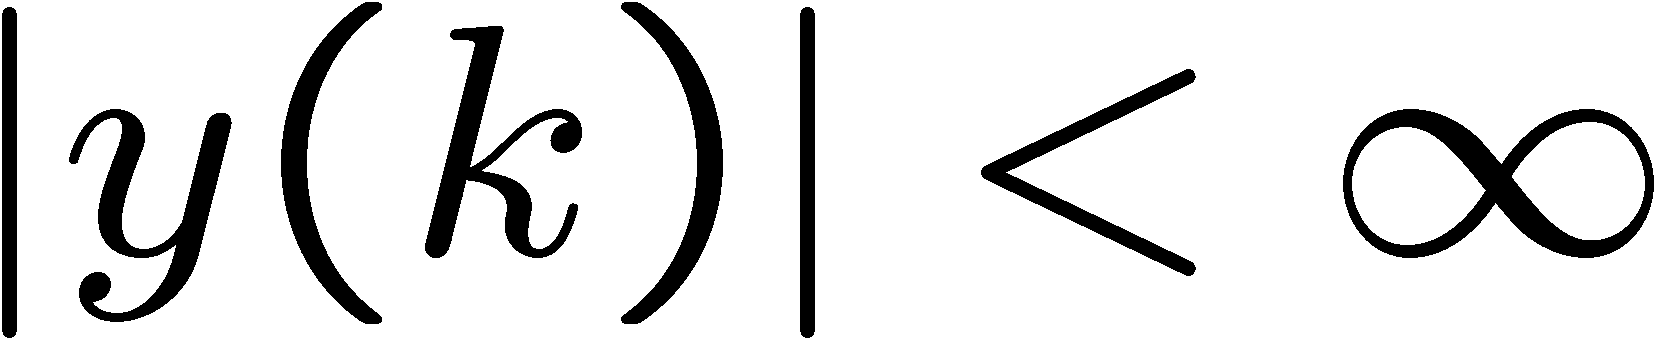 |y(k)| < ∞